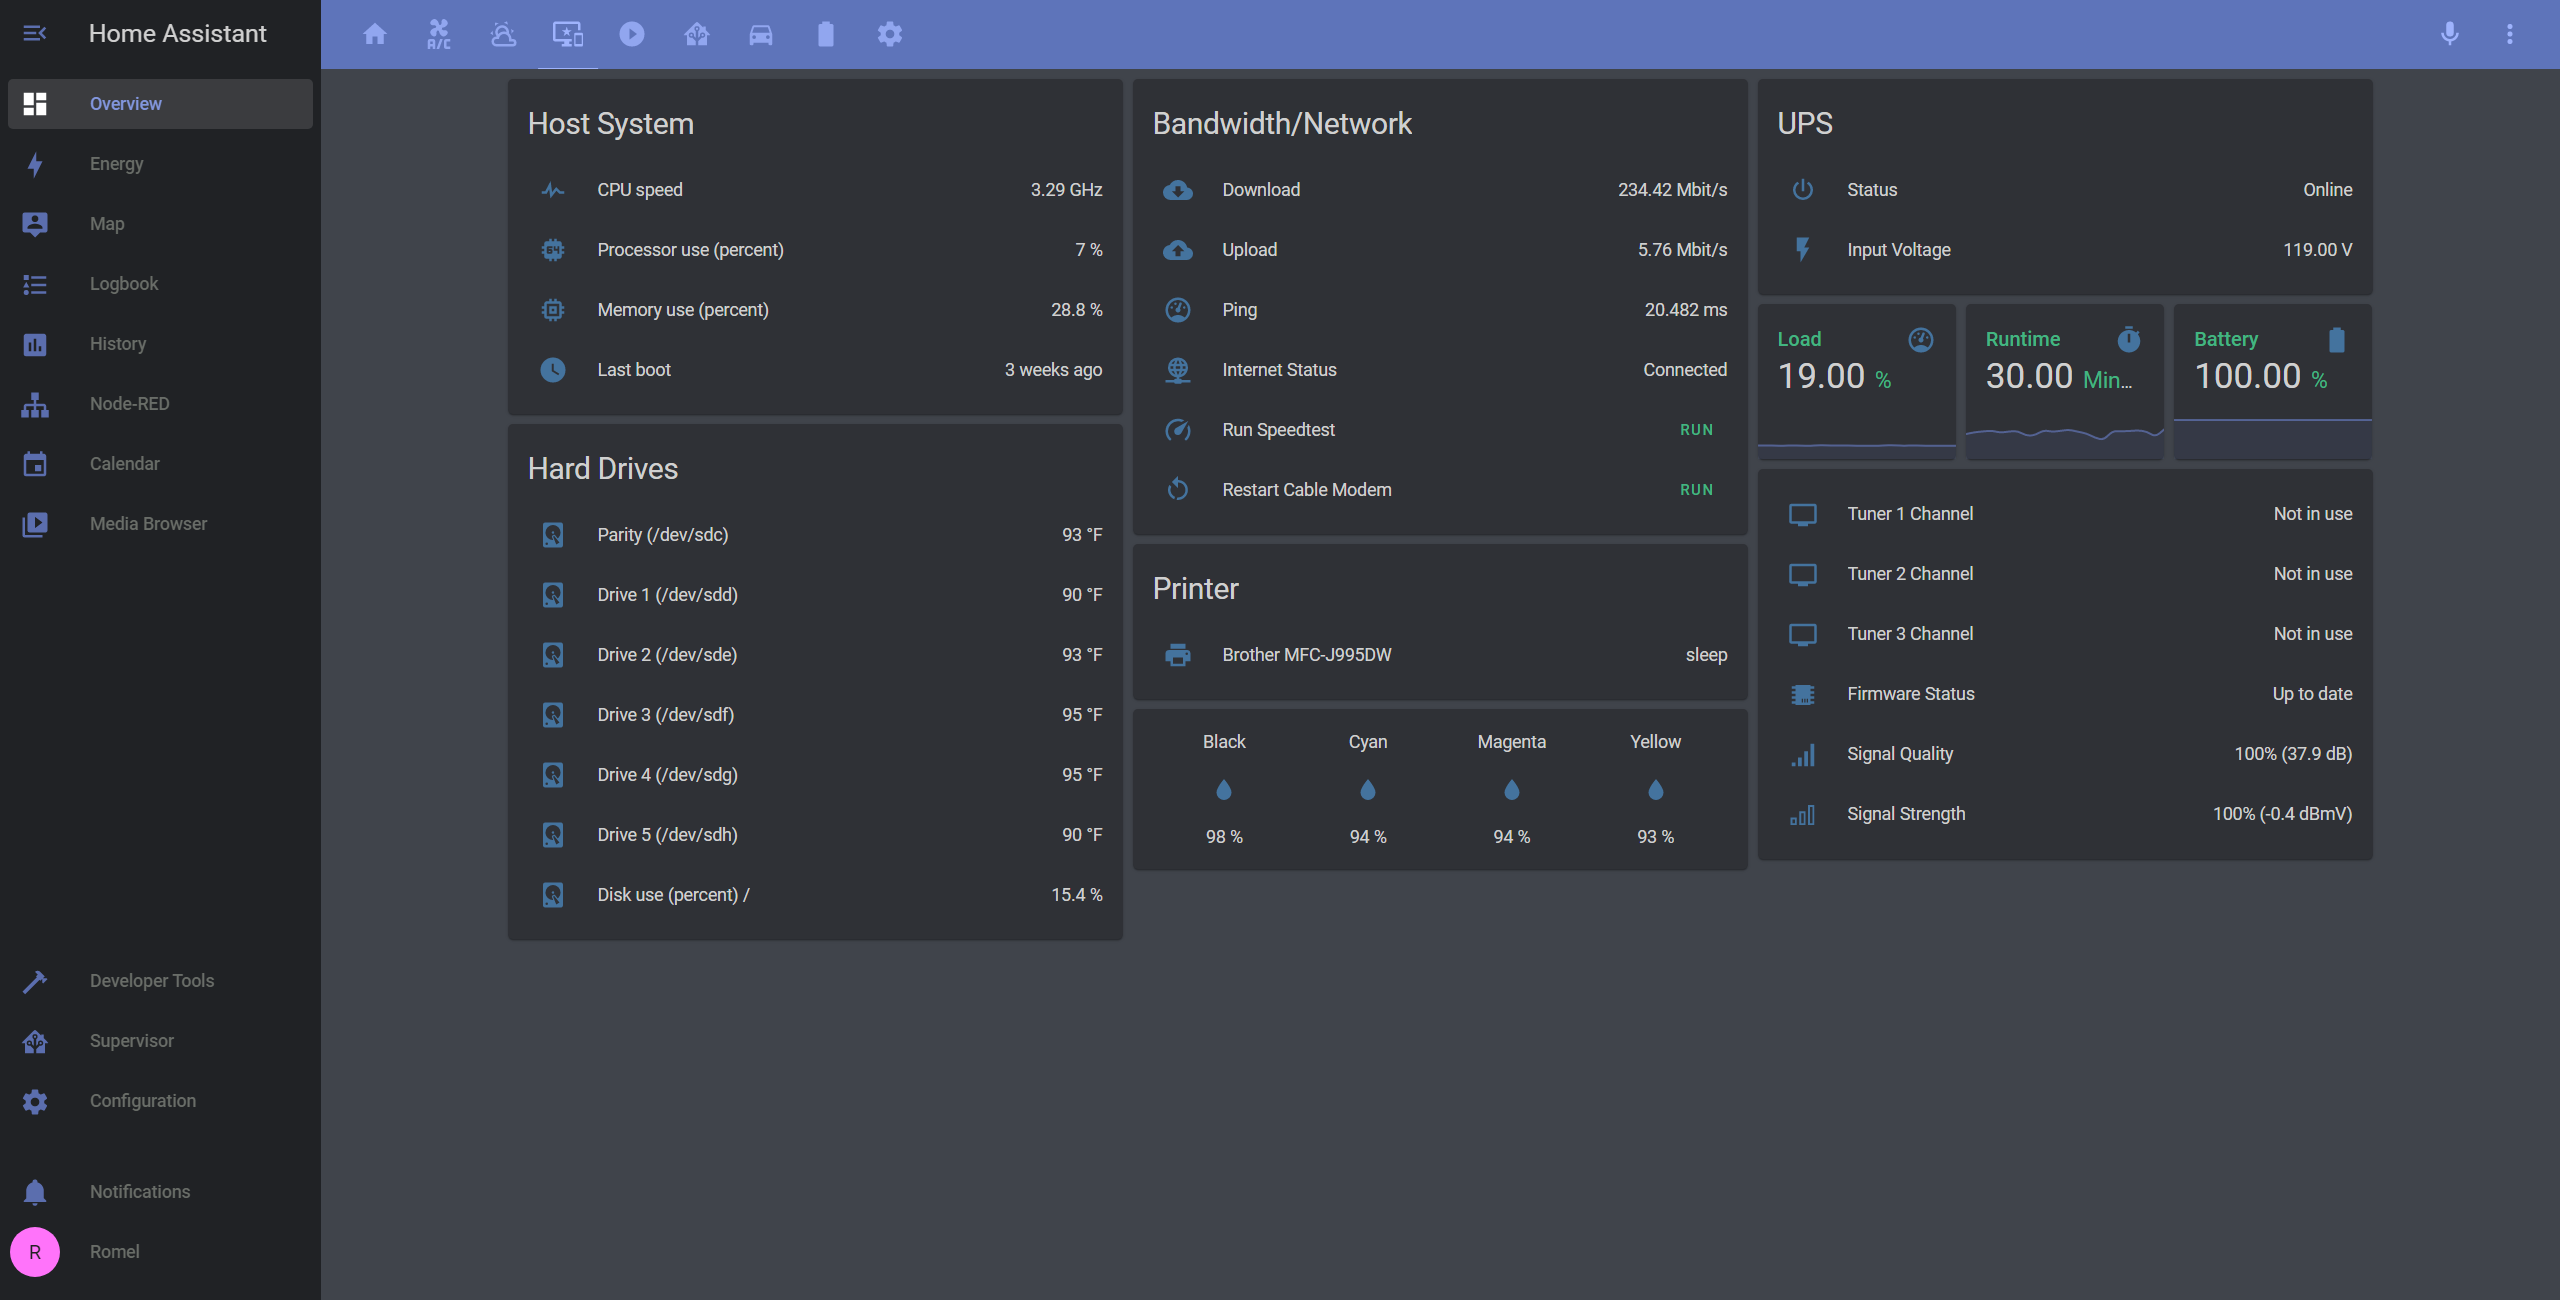 Home Assistant
A/C
Overview
Energy
Map
Logbook
History
Node-RED
Calendar
Media Browser
Developer Tools
Supervisor
Configuration
Notifications
R Romel
Host System
CPU speed 3.29 GHz
64 Processor use (percent) 7 %
Memory use (percent) 28.8 %
Last boot 3 weeks ago
Hard Drives
Parity (/dev/sdc) 93 °F
Drive 1 (/dev/sdd) 90 °F
Drive 2 (/dev/sde) 93 °F
Drive 3 (/dev/sdf) 95 °F
Drive 4 (/dev/sdg) 95 °F
Drive 5 (/dev/sdh) 90 °F
Disk use (percent) / 15.4 %
Bandwidth/Network
Download 234.42 Mbit/s
Upload 5.76 Mbit/s
Ping 20.482 ms
Internet Status Connected
Run Speedtest RUN
Restart Cable Modem RUN
Printer
Brother MFC-J995DW sleep
Black Cyan Magenta Yellow
98 % 94 % 94 % 93 %
UPS
Status Online
Input Voltage 119.00 V
Load Runtime Battery
19.00 % 30.00 Min... 100.00 %
Tuner 1 Channel Not in use
Tuner 2 Channel Not in use
Tuner 3 Channel Not in use
Firmware Status Up to date
Signal Quality 100% (37.9 dB)
Signal Strength 100% (-0.4 dBmV)